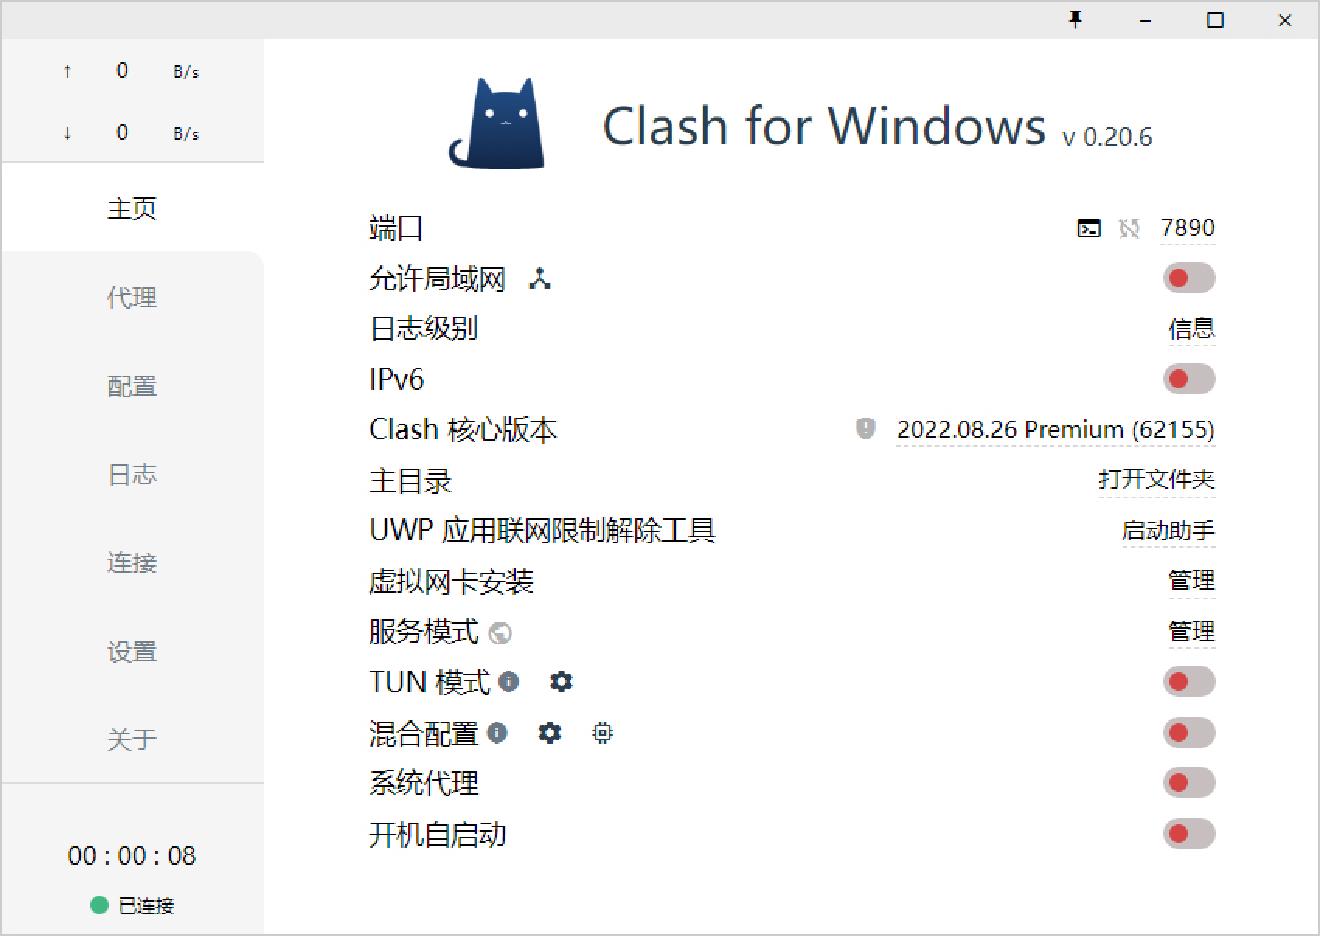 ↑ 0 B/s
↓ 0 B/s
主页
代理
配置
日志
连接
设置
关于
00 : 00 : 08
已连接
Clash for Windows v 0.20.6
端口 7890
允许局域网
日志级别 信息
IPv6
Clash 核心版本 2022.08.26 Premium (62155)
主目录 打开文件夹
UWP 应用联网限制解除工具 启动助手
虚拟网卡安装 管理
服务模式 管理
TUN 模式
混合配置
系统代理
开机自启动